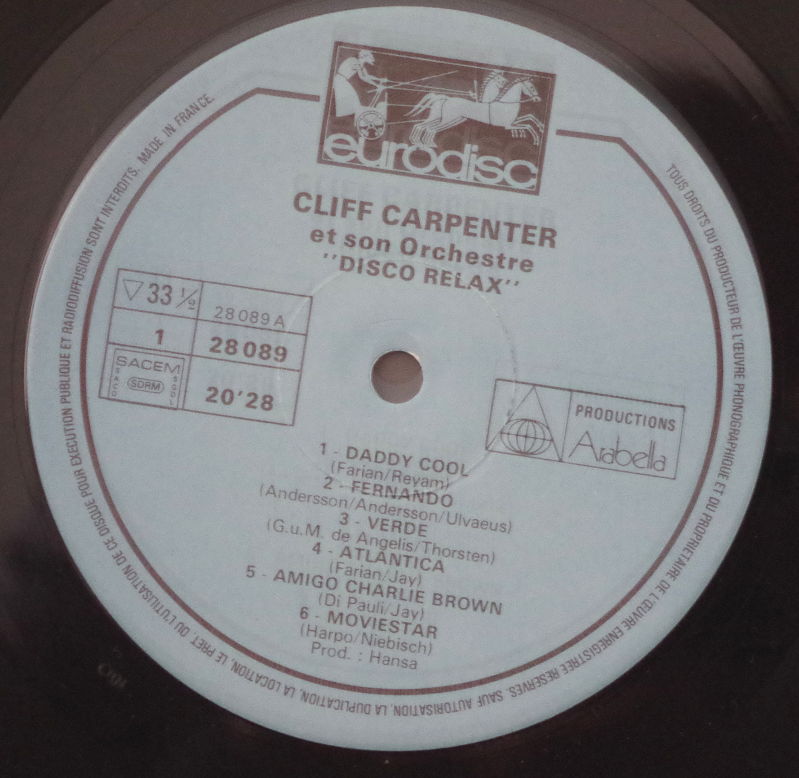 eurodisc
CLIFF CARPENTER
et son Orchestre
"DISCO RELAX"
▽ 33 1/2
28089 A
1
28089
SACEM
SACD
SDRM
SGDL
20'28
PRODUCTIONS
Arabella
1 - DADDY COOL
(Farian/Reyam)
2 - FERNANDO
(Andersson/Andersson/Ulvaeus)
3 - VERDE
(G.u.M. de Angelis/Thorsten)
4 - ATLANTICA
(Farian/Jay)
5 - AMIGO CHARLIE BROWN
(Di Pauli/Jay)
6 - MOVIESTAR
(Harpo/Niebisch)
Prod. : Hansa
TOUS DROITS DU PRODUCTEUR DE L'ŒUVRE PHONOGRAPHIQUE ET DU PROPRIETAIRE DE L'ŒUVRE ENREGISTREE RESERVES. SAUF AUTORISATION, LA DUPLICATION, LA LOCATION, LE PRET, OU L'UTILISATION DE CE DISQUE POUR EXECUTION PUBLIQUE ET RADIODIFFUSION SONT INTERDITS. MADE IN FRANCE.